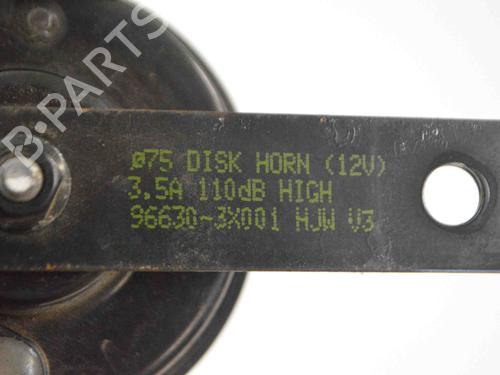 B-PARTS
ø75 DISK HORN (12V)
3.5A 110dB HIGH
96630-3X001 HJW V3